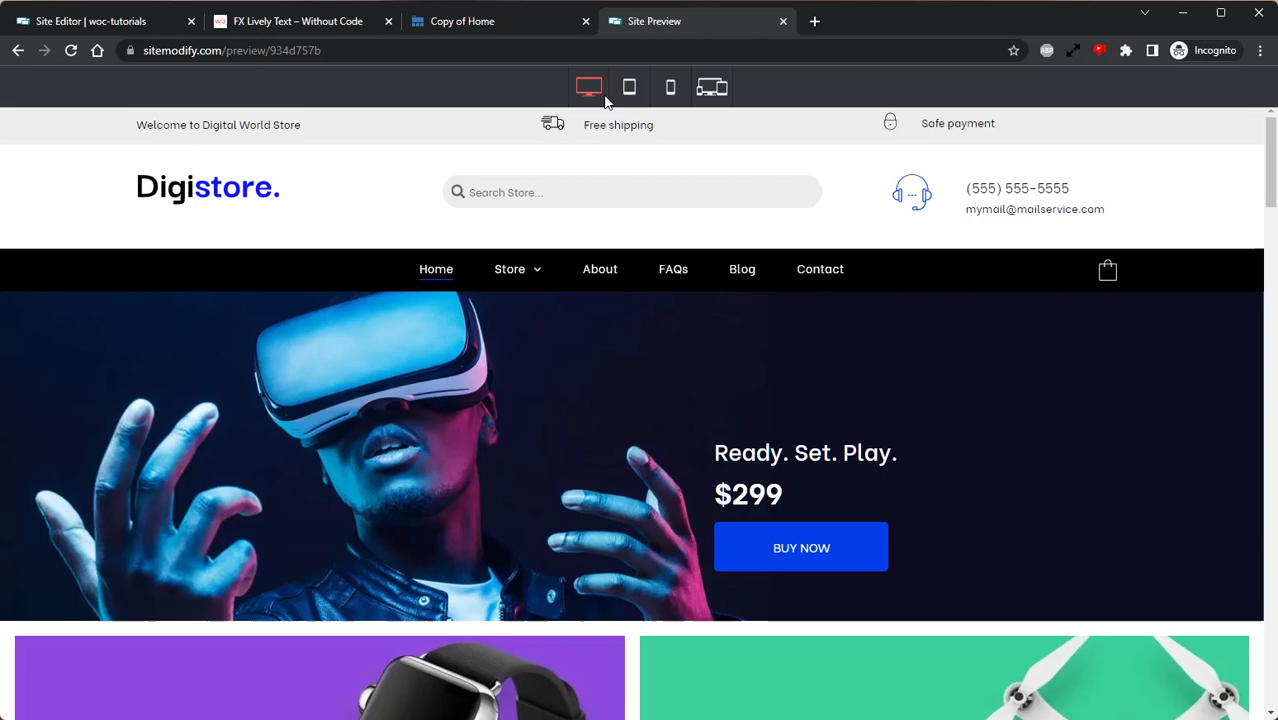 Site Editor | woc-tutorials
FX Lively Text – Without Code
Copy of Home
Site Preview
sitemodify.com/preview/934d757b
Incognito
Welcome to Digital World Store
Free shipping
Safe payment
Digistore.
Search Store...
(555) 555-5555
mymail@mailservice.com
Home
Store
About
FAQs
Blog
Contact
Ready. Set. Play.
$299
BUY NOW